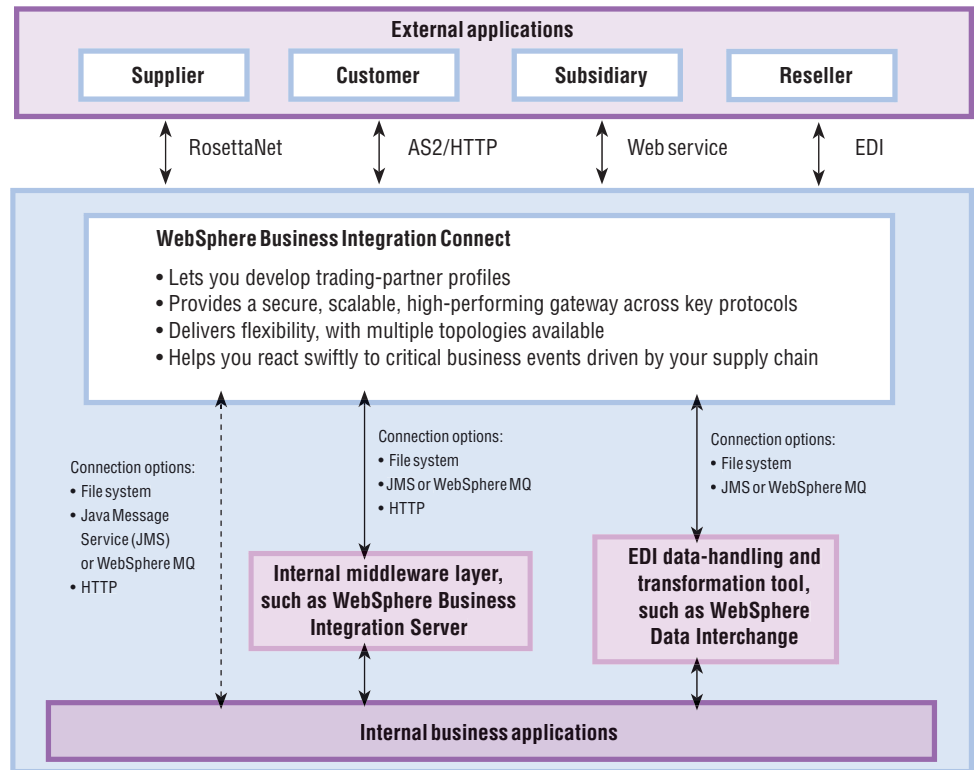 External applications
Supplier
Customer
Subsidiary
Reseller
RosettaNet
AS2/HTTP
Web service
EDI
WebSphere Business Integration Connect
• Lets you develop trading-partner profiles
• Provides a secure, scalable, high-performing gateway across key protocols
• Delivers flexibility, with multiple topologies available
• Helps you react swiftly to critical business events driven by your supply chain
Connection options:
• File system
• Java Message
Service (JMS)
or WebSphere MQ
• HTTP
Connection options:
• File system
• JMS or WebSphere MQ
• HTTP
Connection options:
• File system
• JMS or WebSphere MQ
Internal middleware layer,
such as WebSphere Business
Integration Server
EDI data-handling and
transformation tool,
such as WebSphere
Data Interchange
Internal business applications